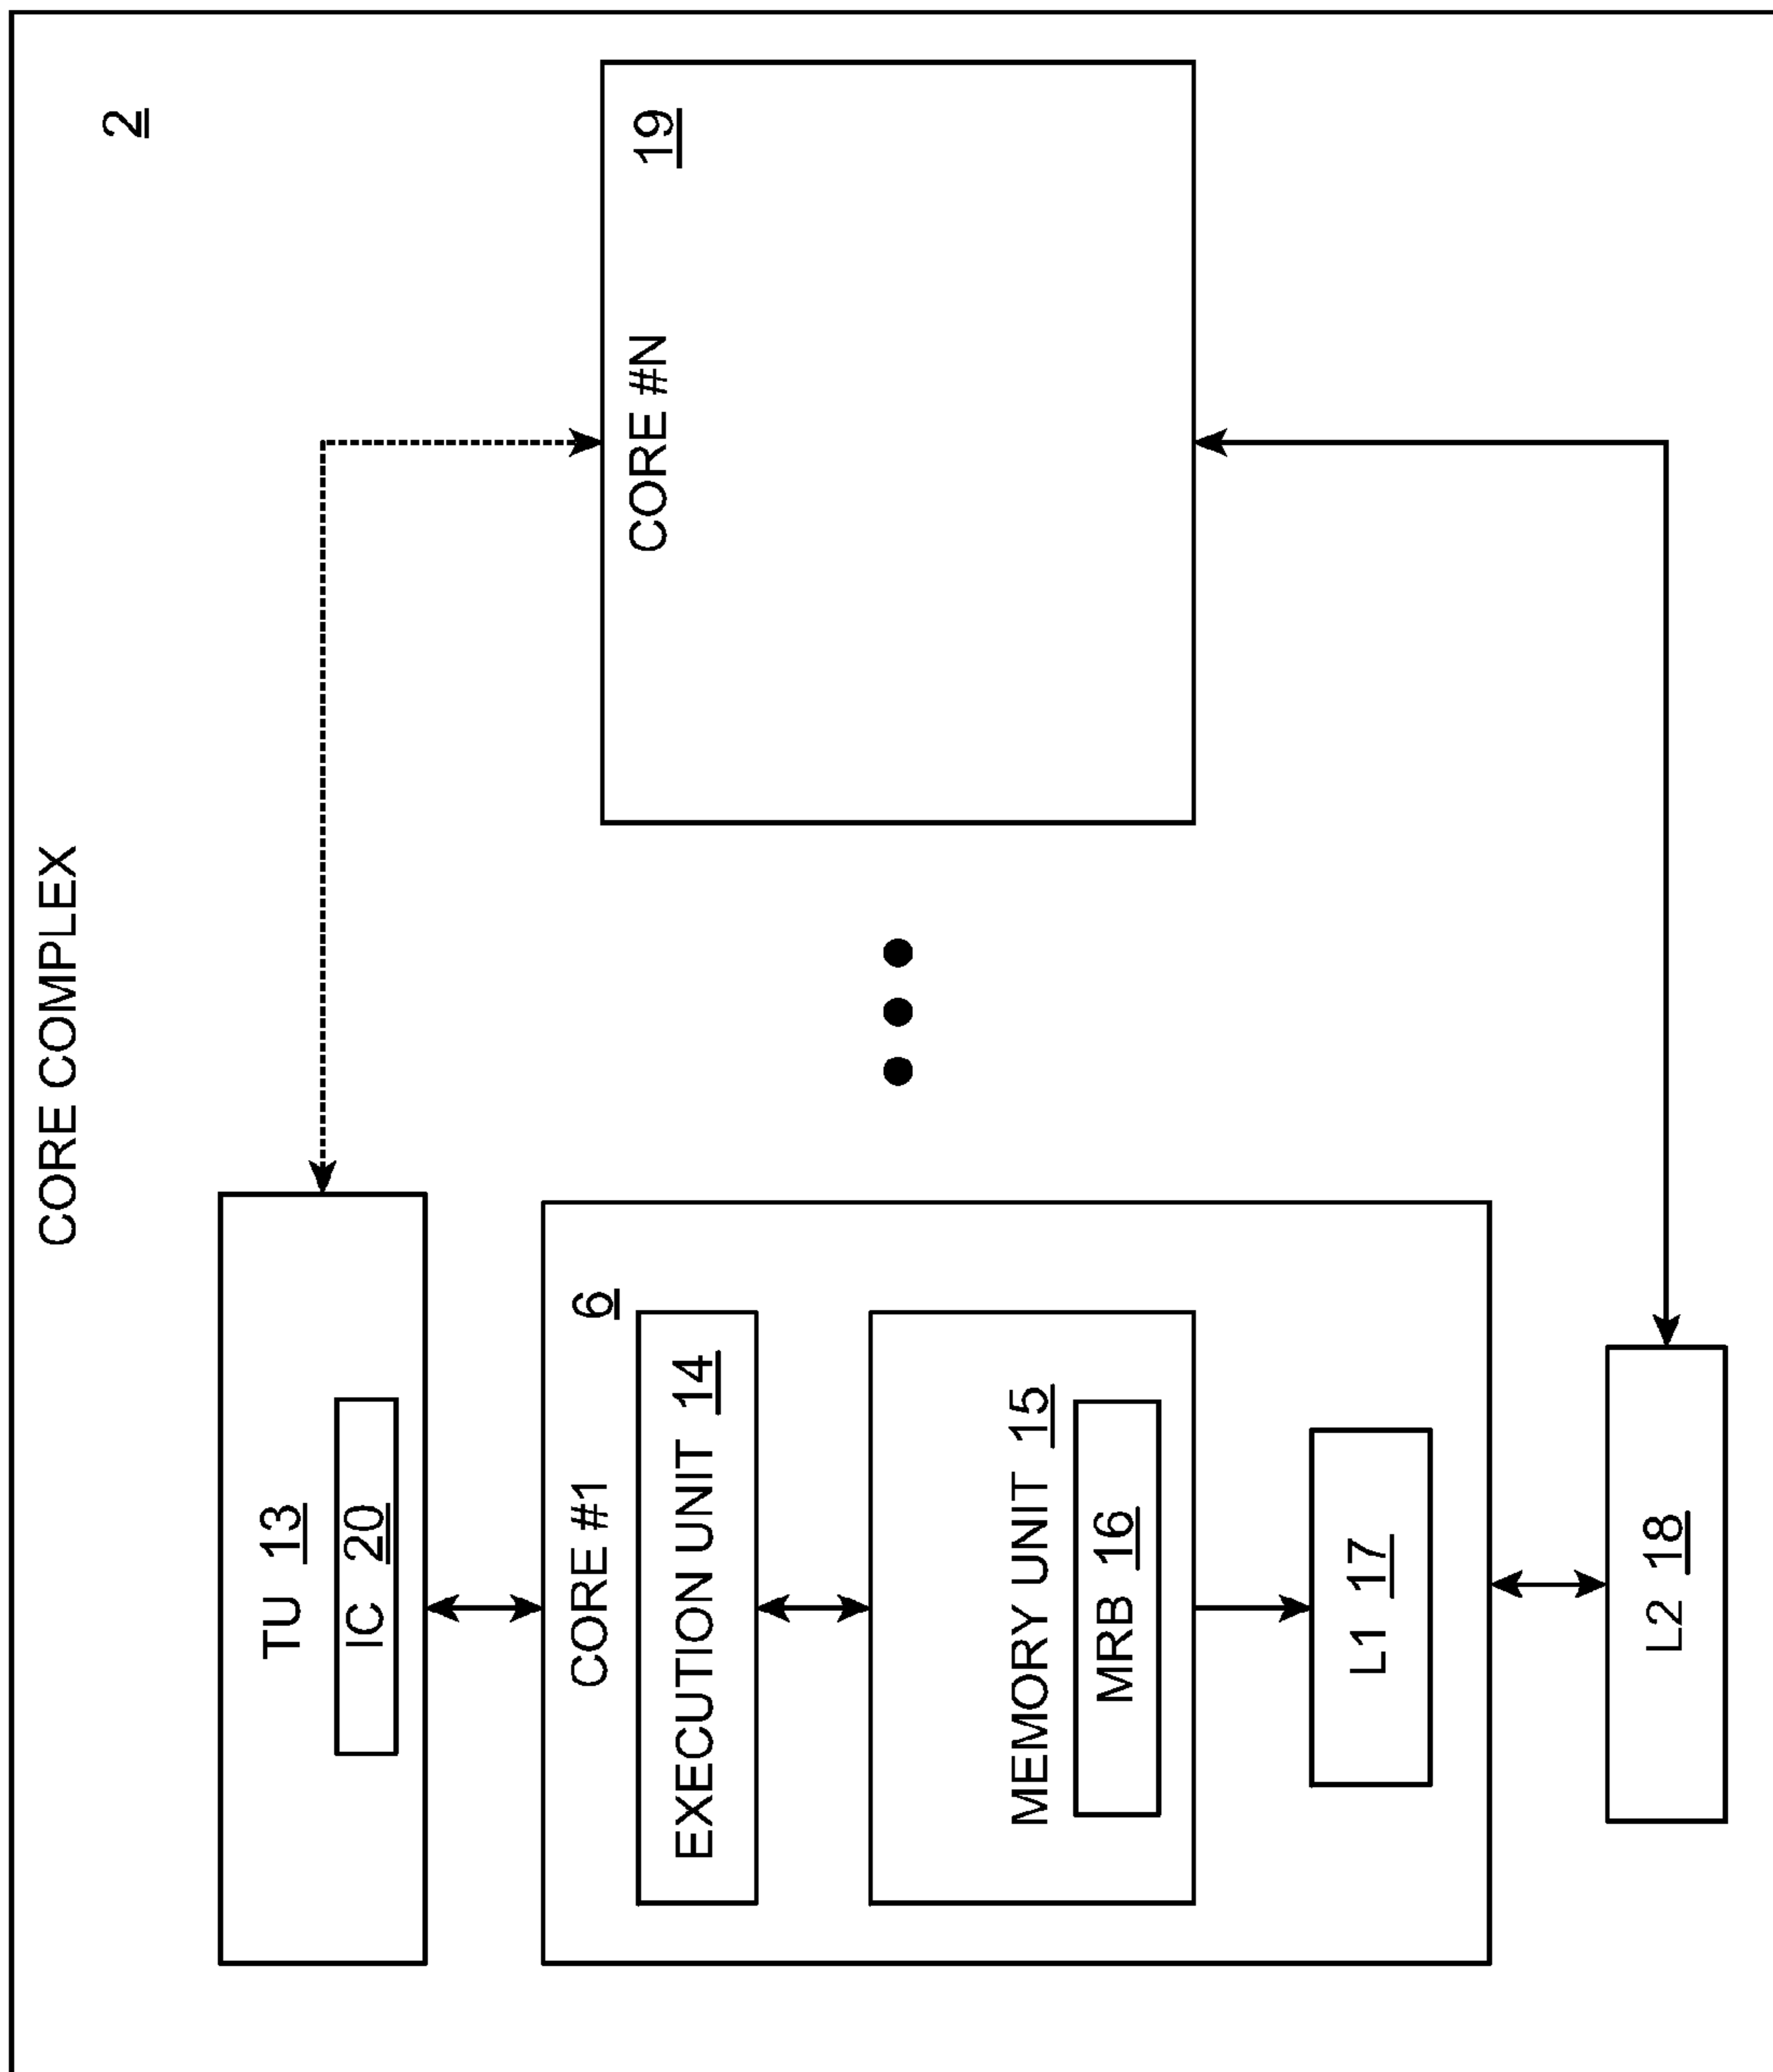 CORE COMPLEX
2
TU 13
IC 20
CORE #1
6
EXECUTION UNIT 14
MEMORY UNIT 15
MRB 16
L1 17
L2 18
CORE #N
19